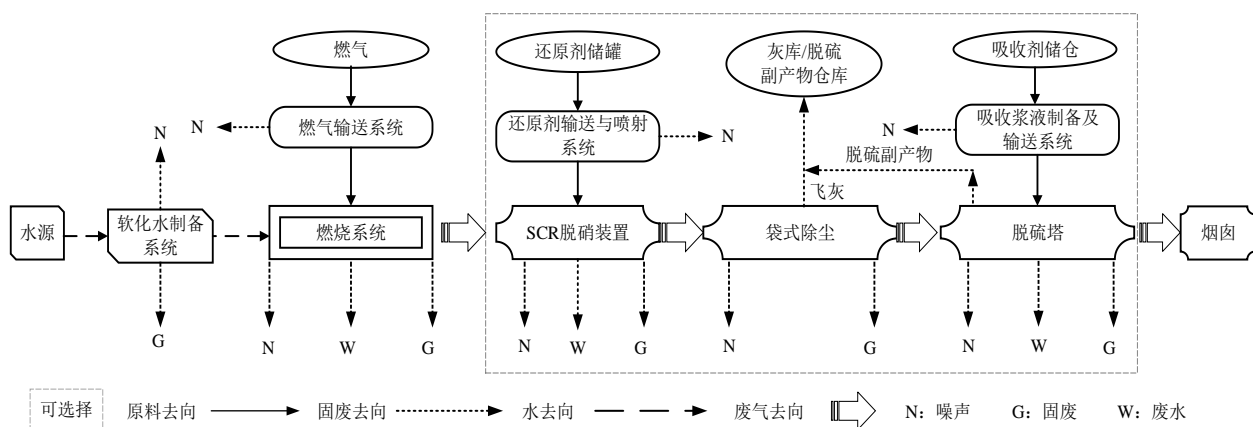 燃气
还原剂储罐
灰库/脱硫
副产物仓库
吸收剂储仓
N
N
燃气输送系统
还原剂输送与喷射
系统
N
N
吸收浆液制备及
输送系统
脱硫副产物
飞灰
水源
软化水制备
系统
燃烧系统
SCR脱硝装置
袋式除尘
脱硫塔
烟囱
G
N
W
G
N
W
G
N
G
N
W
G
可选择
原料去向
固废去向
水去向
废气去向
N：噪声
G：固废
W：废水